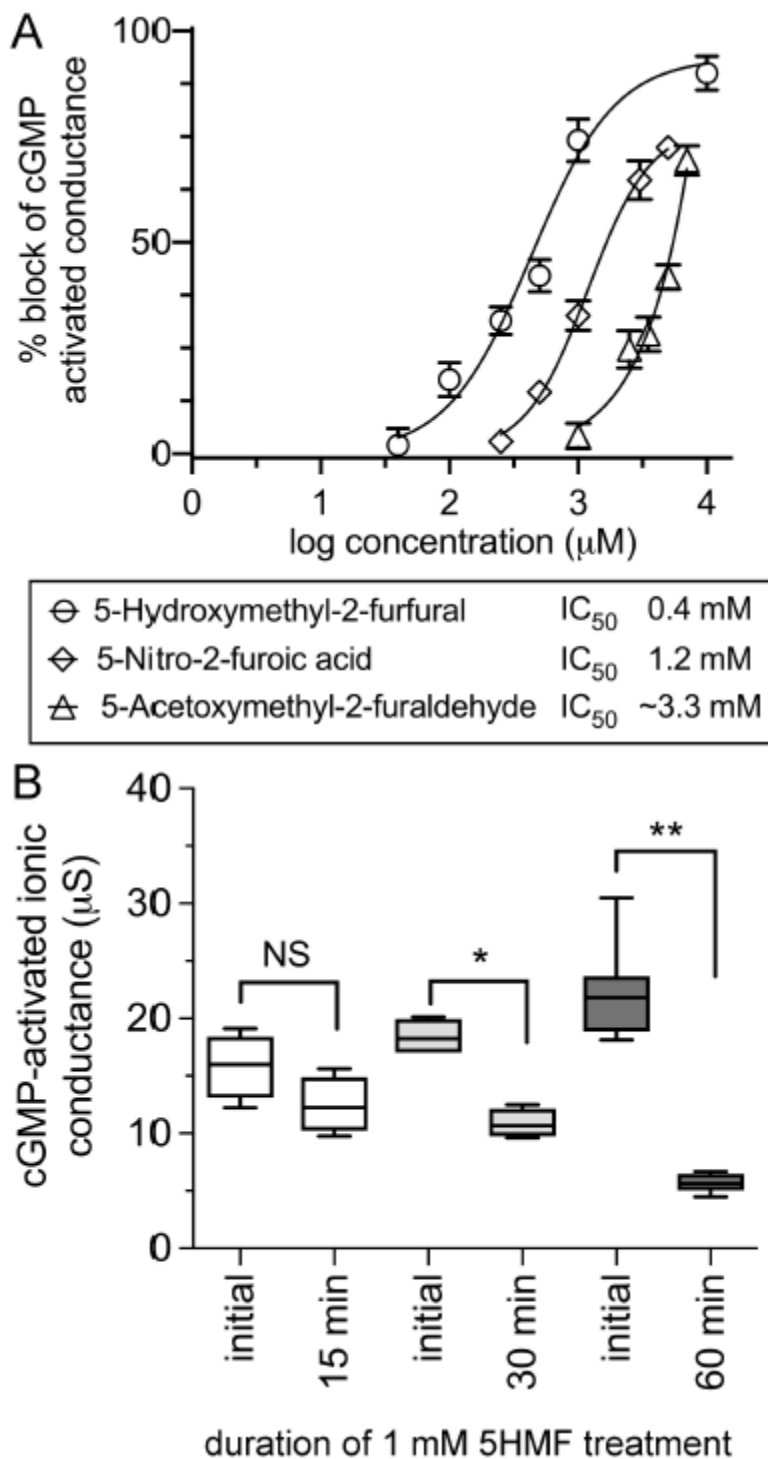 A
% block of cGMP
activated conductance
100
50
0
0 1 2 3 4
log concentration (μM)
5-Hydroxymethyl-2-furfural IC50 0.4 mM
5-Nitro-2-furoic acid IC50 1.2 mM
5-Acetoxymethyl-2-furaldehyde IC50 ~3.3 mM
B
cGMP-activated ionic
conductance (μS)
40
30
20
10
0
NS
*
**
initial
15 min
initial
30 min
initial
60 min
duration of 1 mM 5HMF treatment